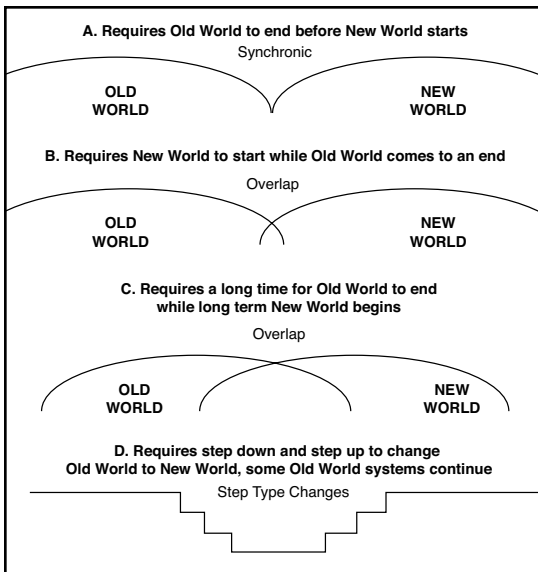 A. Requires Old World to end before New World starts
Synchronic
OLD
WORLD
NEW
WORLD
B. Requires New World to start while Old World comes to an end
Overlap
OLD
WORLD
NEW
WORLD
C. Requires a long time for Old World to end
while long term New World begins
Overlap
OLD
WORLD
NEW
WORLD
D. Requires step down and step up to change
Old World to New World, some Old World systems continue
Step Type Changes